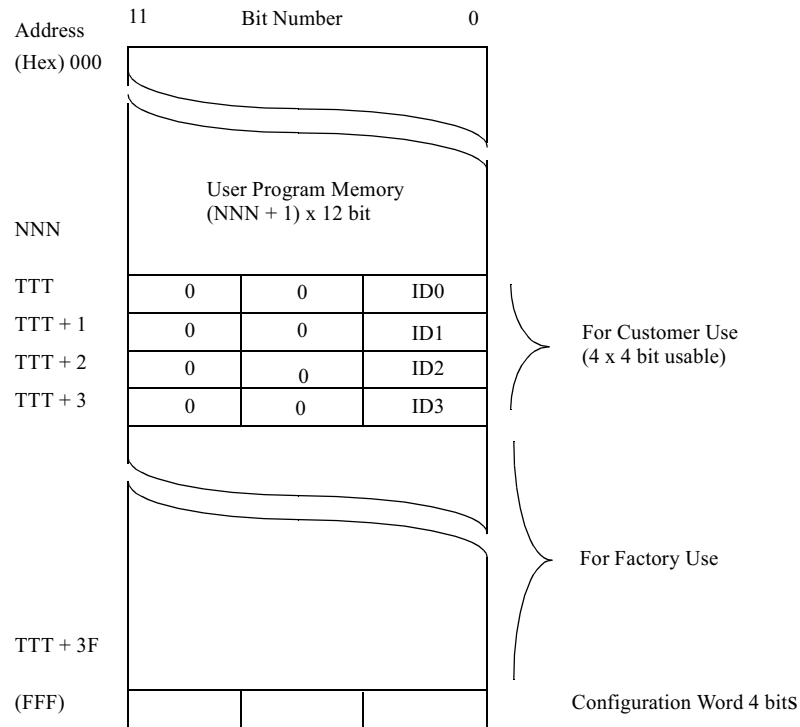 11 Bit Number 0
Address
(Hex) 000
User Program Memory
(NNN + 1) x 12 bit
NNN
TTT 0 0 ID0
TTT + 1 0 0 ID1
TTT + 2 0 0 ID2
TTT + 3 0 0 ID3
For Customer Use
(4 x 4 bit usable)
For Factory Use
TTT + 3F
(FFF) Configuration Word 4 bits